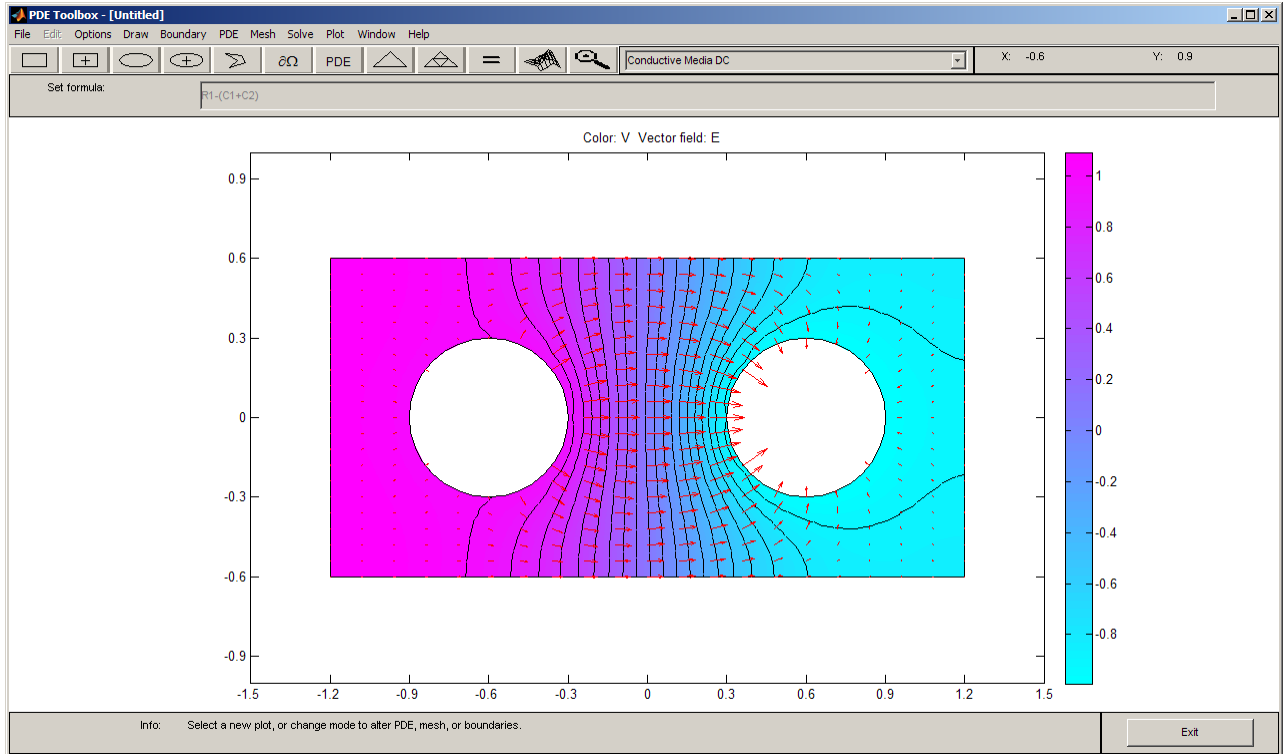 PDE Toolbox - [Untitled]
File Edit Options Draw Boundary PDE Mesh Solve Plot Window Help
∂Ω PDE = Conductive Media DC X: -0.6 Y: 0.9
Set formula: R1-(C1+C2)
Color: V Vector field: E
0.9
0.6
0.3
0
-0.3
-0.6
-0.9
-1.5 -1.2 -0.9 -0.6 -0.3 0 0.3 0.6 0.9 1.2 1.5
1
0.8
0.6
0.4
0.2
0
-0.2
-0.4
-0.6
-0.8
Info: Select a new plot, or change mode to alter PDE, mesh, or boundaries.
Exit